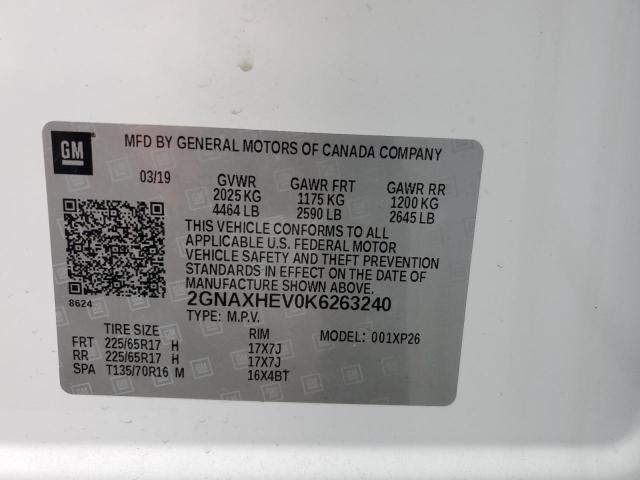 GM
MFD BY GENERAL MOTORS OF CANADA COMPANY
03/19 GVWR GAWR FRT GAWR RR
2025 KG 1175 KG 1200 KG
4464 LB 2590 LB 2645 LB
THIS VEHICLE CONFORMS TO ALL
APPLICABLE U.S. FEDERAL MOTOR
VEHICLE SAFETY AND THEFT PREVENTION
STANDARDS IN EFFECT ON THE DATE OF
MANUFACTURE SHOWN ABOVE.
8624 2GNAXHEV0K6263240
TYPE: M.P.V.
TIRE SIZE RIM MODEL: 001XP26
FRT 225/65R17 H 17X7J
RR 225/65R17 H 17X7J
SPA T135/70R16 M 16X4BT